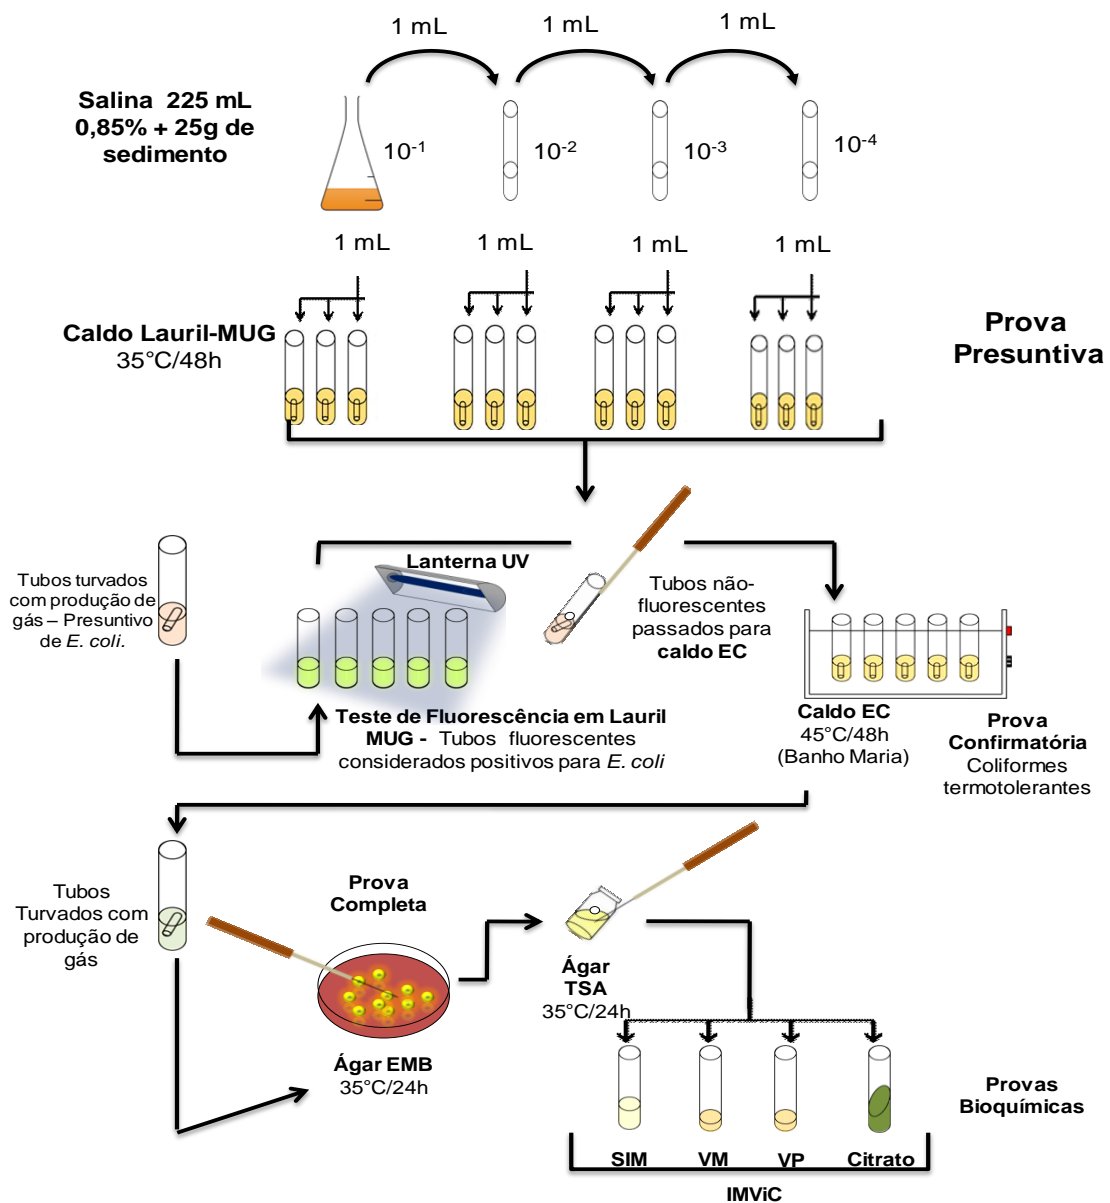 1 mL
1 mL
1 mL
Salina 225 mL
0,85% + 25g de
sedimento
10-1
10-2
10-3
10-4
1 mL
1 mL
1 mL
1 mL
Caldo Lauril-MUG
35°C/48h
Prova
Presuntiva
Tubos turvados
com produção de
gás – Presuntivo
de E. coli.
Lanterna UV
Tubos não-
fluorescentes
passados para
caldo EC
Teste de Fluorescência em Lauril
MUG - Tubos fluorescentes
considerados positivos para E. coli
Caldo EC
45°C/48h
(Banho Maria)
Prova
Confirmatória
Coliformes
termotolerantes
Tubos
Turvados com
produção de
gás
Prova
Completa
Ágar EMB
35°C/24h
Ágar
TSA
35°C/24h
Provas
Bioquímicas
SIM
VM
VP
Citrato
IMViC